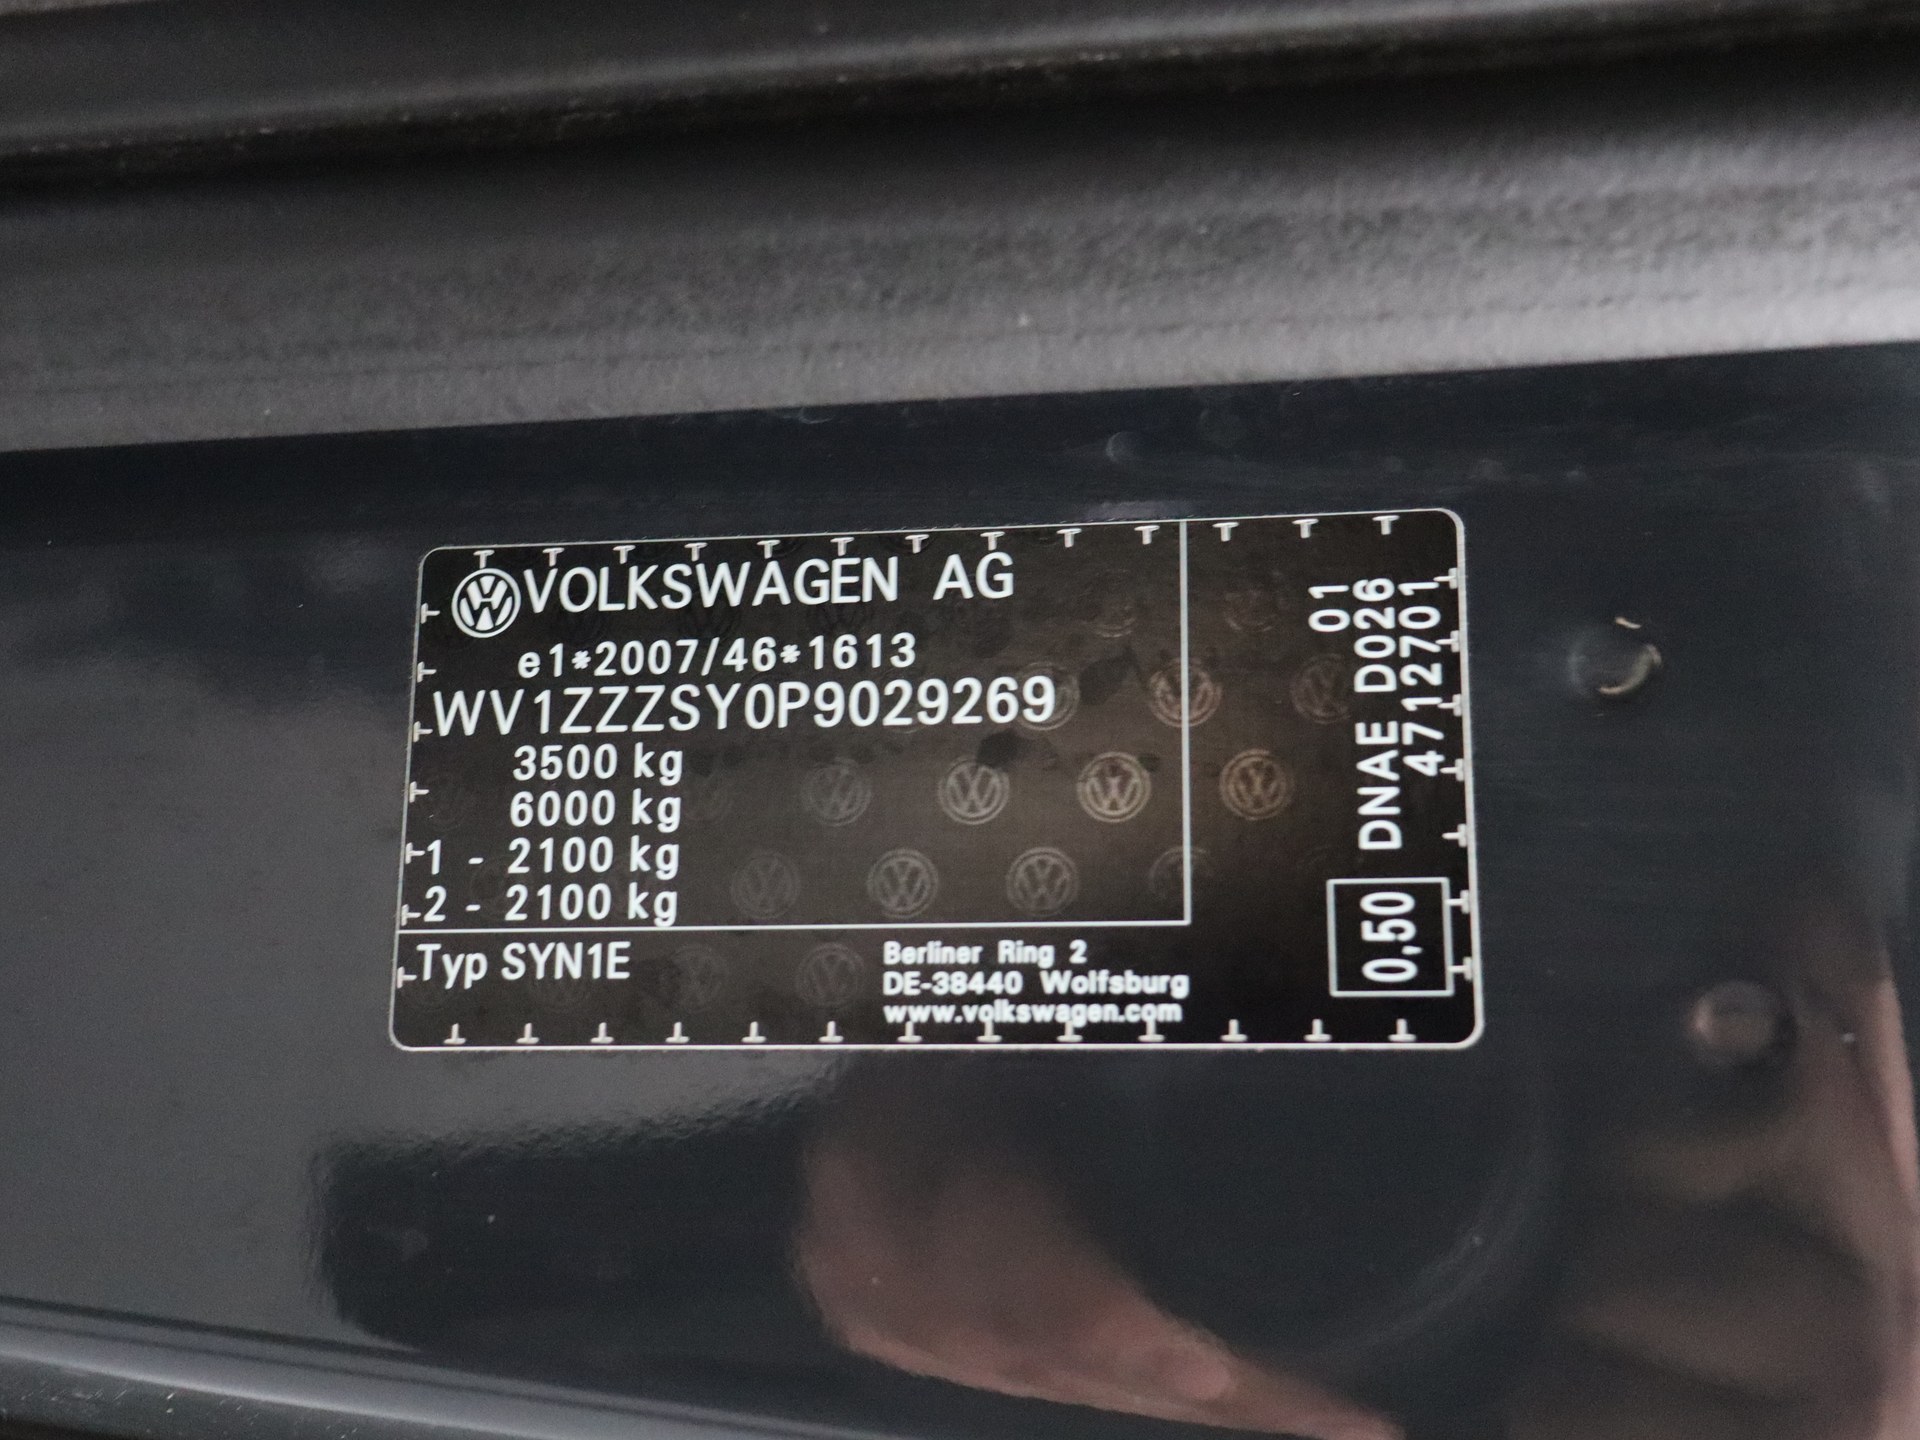 VOLKSWAGEN AG
e1*2007/46*1613
WV1ZZZSY0P9029269
3500 kg
6000 kg
1 - 2100 kg
2 - 2100 kg
Typ SYN1E
Berliner Ring 2
DE-38440 Wolfsburg
www.volkswagen.com
01
DNAE D026
47127701
0,50